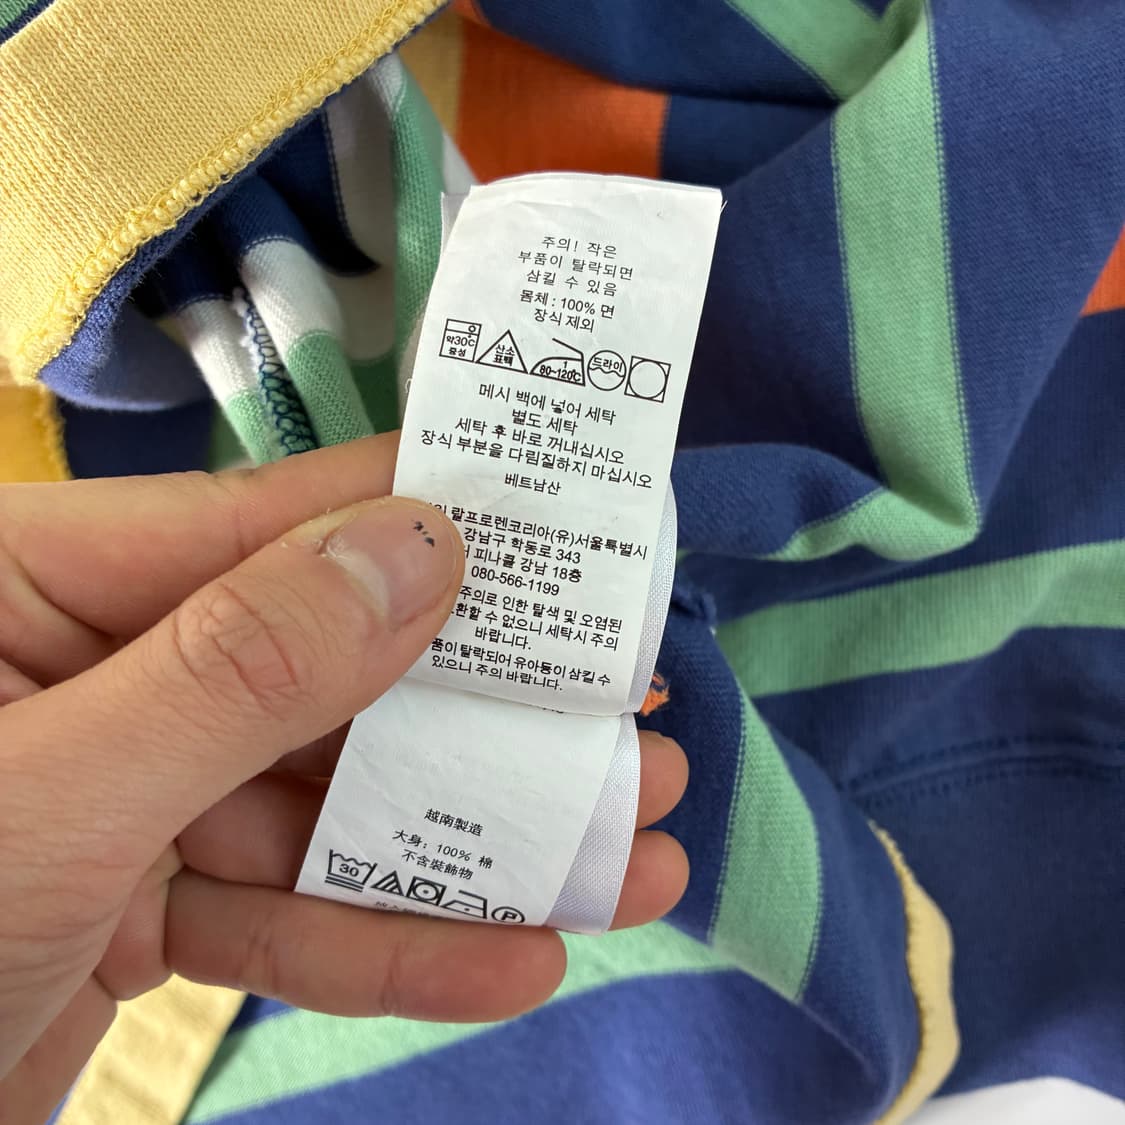 주의! 작은
부품이 탈락되면
삼킬 수 있음
몸체 : 100% 면
장식 제외
약30℃
중성
산소
표백
1
80~120℃
드라이
메시 백에 넣어 세탁
별도 세탁
세탁 후 바로 꺼내십시오
장식 부분을 다림질하지 마십시오
베트남산
랄프로렌코리아(유)서울특별시
강남구 학동로 343
피나클 강남 18층
080-566-1199
주의로 인한 탈색 및 오염된
환할 수 없으니 세탁시 주의
바랍니다.
품이 탈락되어 유아등이 삼킬 수
있으니 주의 바랍니다.
越南製造
大身: 100% 棉
不含裝飾物
30
P